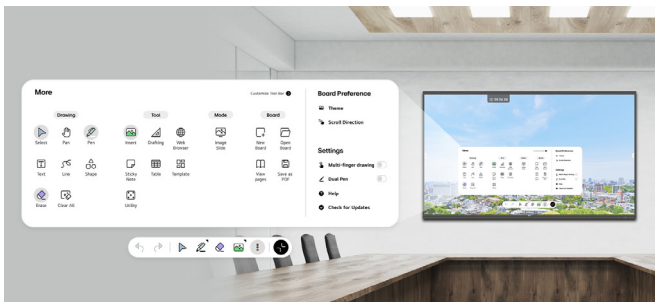 More
Customize Tool Bar
Drawing
Tool
Mode
Board
Select
Pan
Pen
Insert
Drafting
Web
Browser
Image
Slide
New
Board
Open
Board
Text
Line
Shape
Sticky
Note
Table
Template
View
pages
Save as
PDF
Erase
Clear All
Utility
Board Preference
Theme
Scroll Direction
Settings
Multi-finger drawing
Dual Pen
Help
Check for Updates